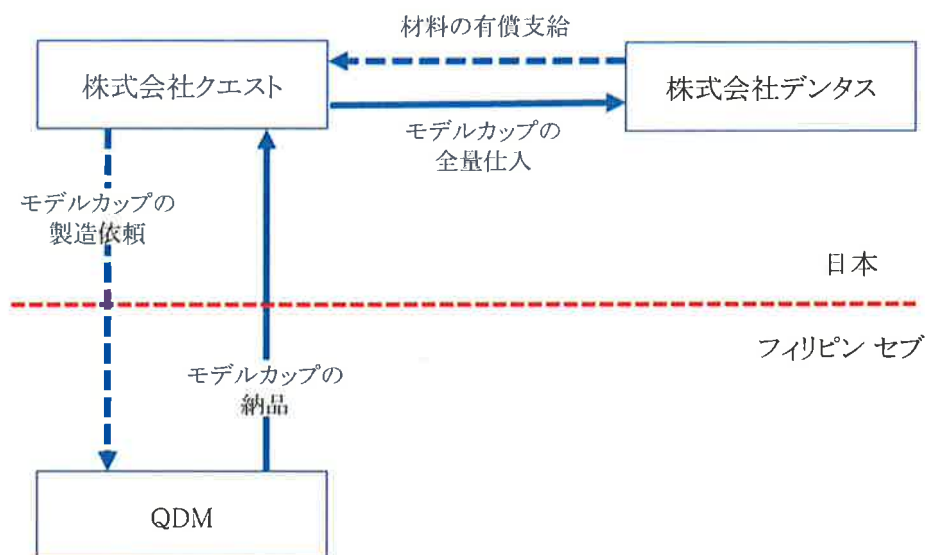 材料の有償支給
株式会社クエスト
株式会社デンタス
モデルカップの
全量仕入
モデルカップの
製造依頼
日本
フィリピン セブ
モデルカップの
納品
QDM